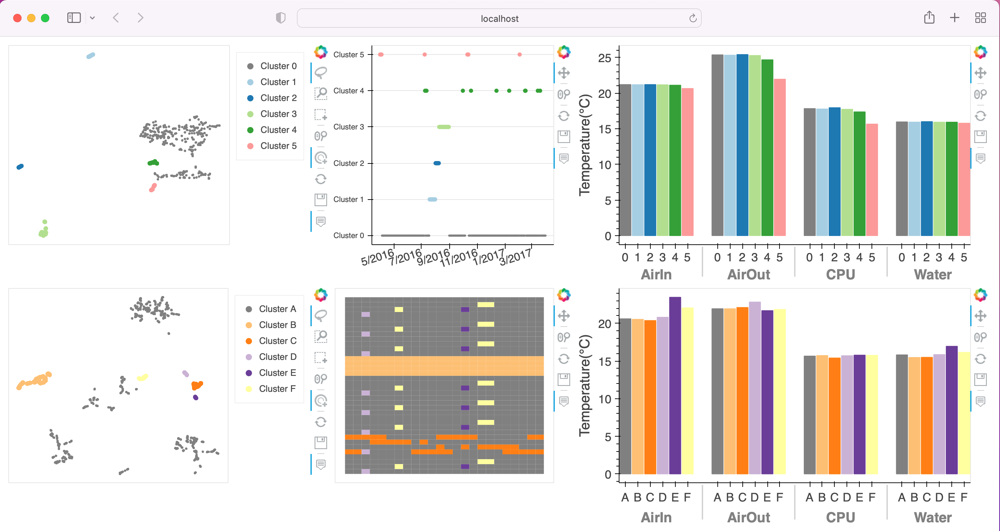 localhost
Cluster 0
Cluster 1
Cluster 2
Cluster 3
Cluster 4
Cluster 5
Cluster 5
Cluster 4
Cluster 3
Cluster 2
Cluster 1
Cluster 0
5/2016
7/2016
9/2016
11/2016
1/2017
3/2017
Temperature(°C)
25
20
15
10
5
0
0 1 2 3 4 5 0 1 2 3 4 5 0 1 2 3 4 5 0 1 2 3 4 5
AirIn AirOut CPU Water
Cluster A
Cluster B
Cluster C
Cluster D
Cluster E
Cluster F
Temperature(°C)
20
15
10
5
0
A B C D E F A B C D E F A B C D E F A B C D E F
AirIn AirOut CPU Water